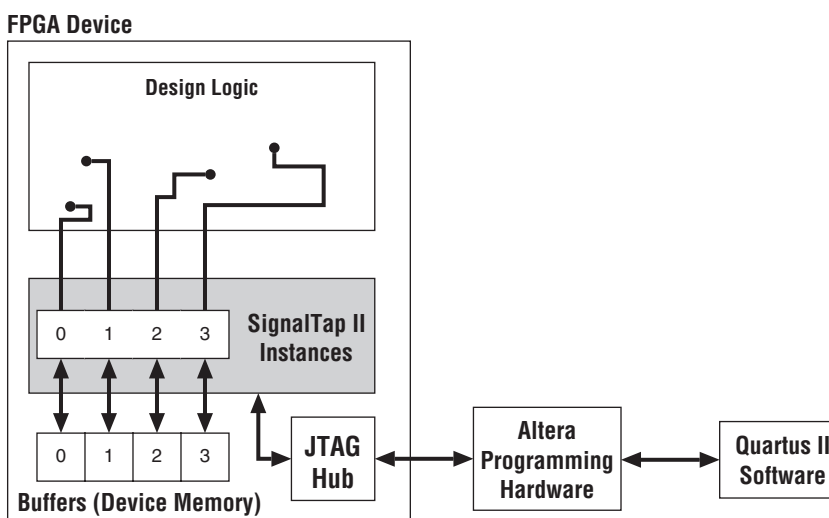 FPGA Device
Design Logic
0 1 2 3
SignalTap II
Instances
0 1 2 3
Buffers (Device Memory)
JTAG
Hub
Altera
Programming
Hardware
Quartus II
Software